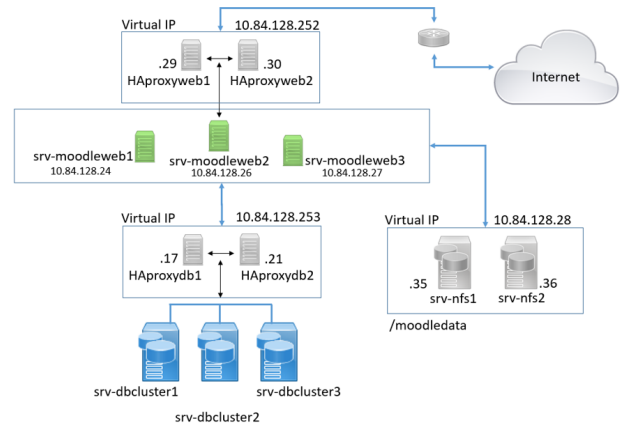 Virtual IP 10.84.128.252
.29 .30
HAproxyweb1 HAproxyweb2
Internet
srv-moodleweb1 srv-moodleweb2 srv-moodleweb3
10.84.128.24 10.84.128.26 10.84.128.27
Virtual IP 10.84.128.253
.17 .21
HAproxydb1 HAproxydb2
Virtual IP 10.84.128.28
.35 .36
srv-nfs1 srv-nfs2
/moodledata
srv-dbcluster1 srv-dbcluster3
srv-dbcluster2